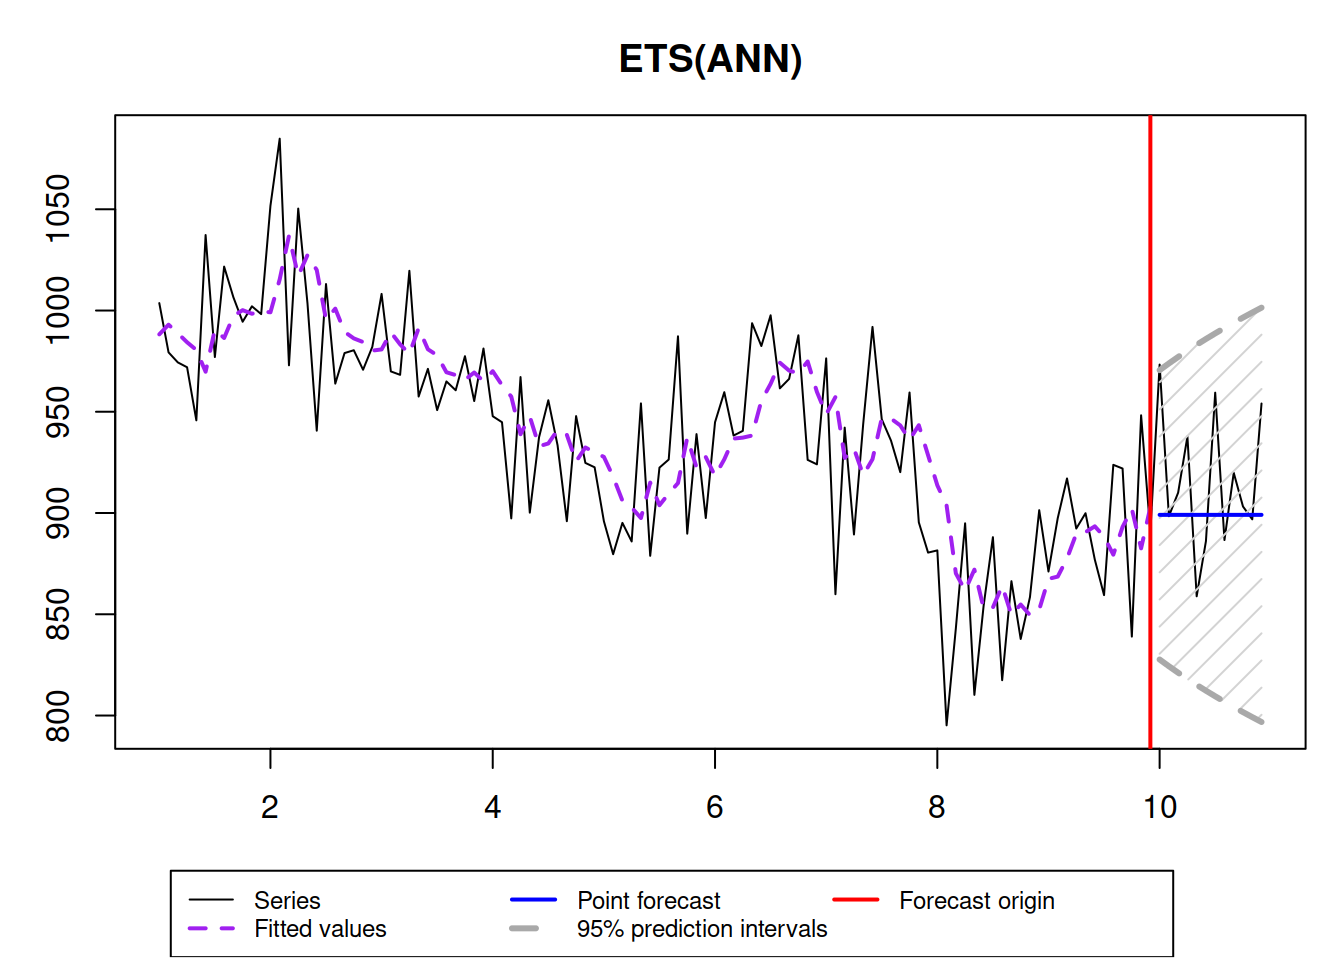 ETS(ANN)
1050
1000
950
900
850
800
2 4 6 8 10
Series Point forecast Forecast origin
Fitted values 95% prediction intervals